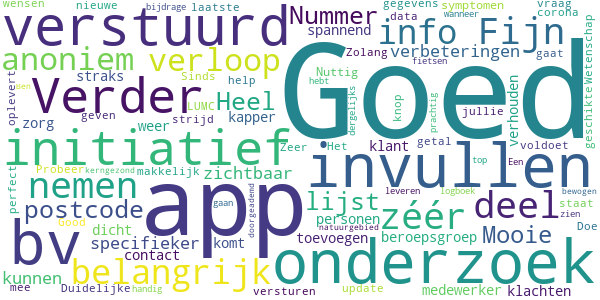 wensen nieuwe bijdrage laatste gegevens symptomen vraag
verstuurd Nummer data wanneer corona
spannend info Fijn
anoniem verloop Zolang verbeteringen gaat
straks Sinds help Nuttig fietsen
Verder Heel LUMC hebt knop jullie
oplevert zorg geven weer strijd kapper
Goed
dergelijks prachtig verhouden geschikte Wetenschap
Zeer Het klant getal voldoet
initiatief zichtbaar invullen
Probeer kerngezond makkelijk top Een ben
perfect nemen lijst personen leveren logboek bewogen
app zéér deel staat zien
postcode Good gaan doorgeademd natuurgebied Mooie Doe
bv dicht specifieker komt toevoegen beroepsgroep
contact onderzoek
kunnen belangrijk
mee Duidelijke handig versturen update medewerker klachten